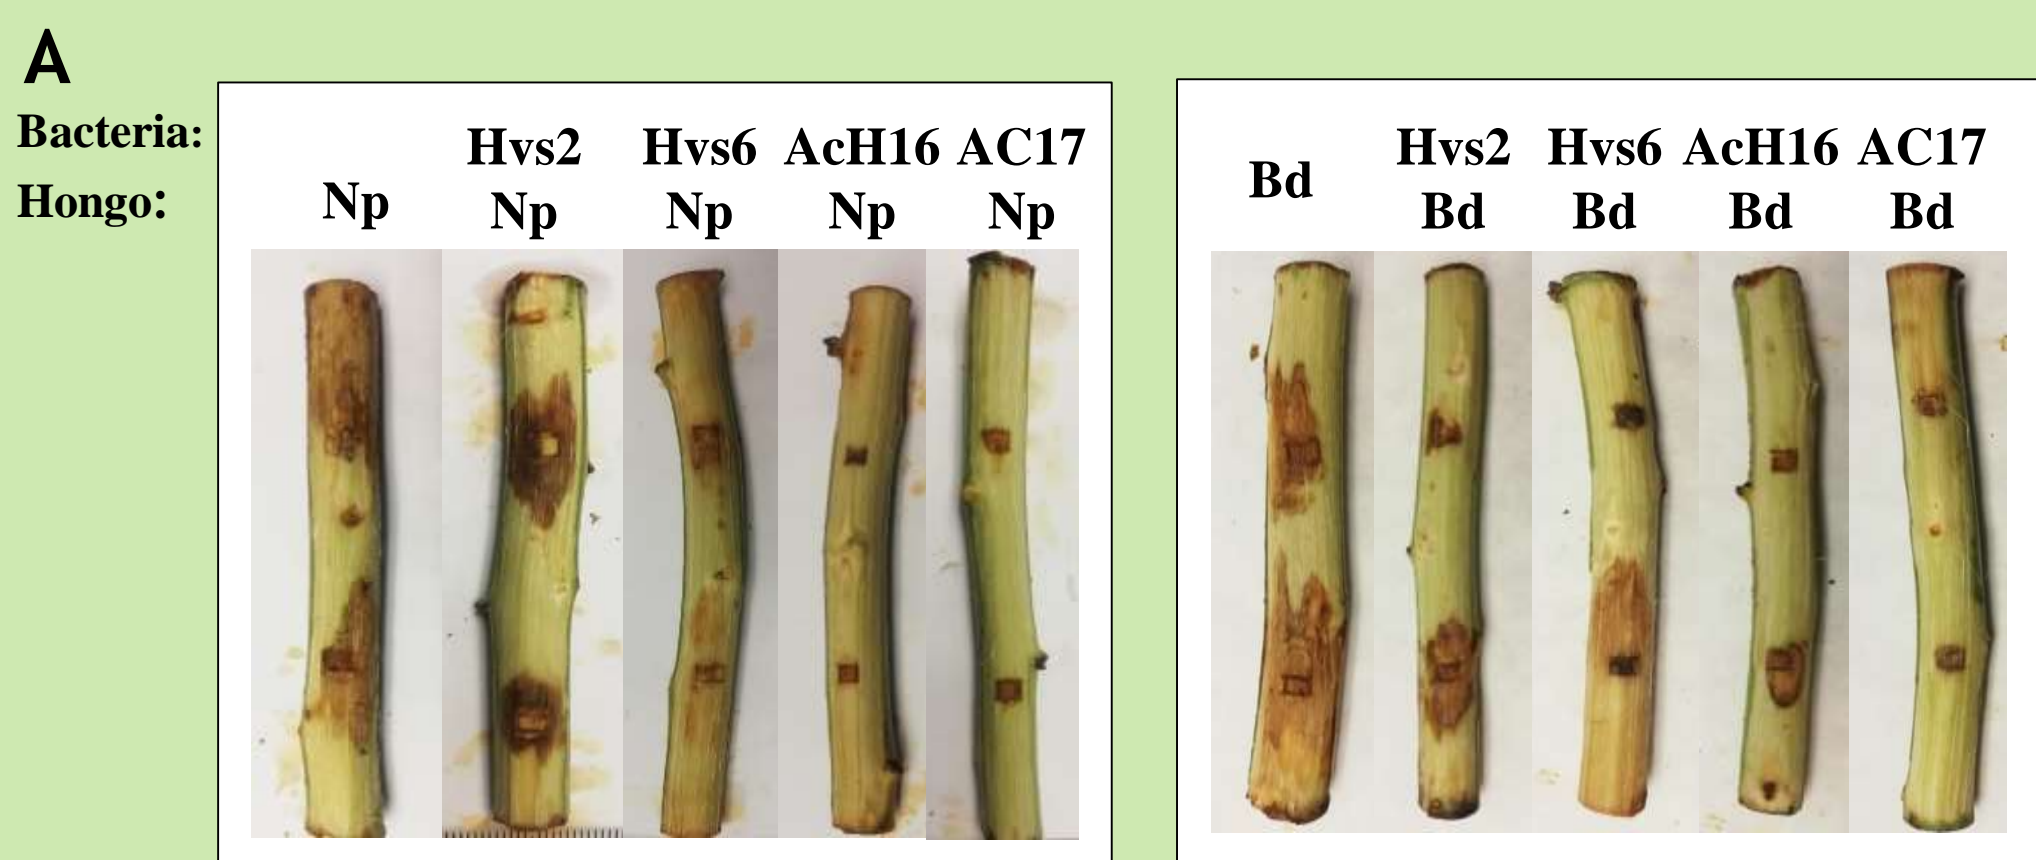 A
Bacteria:
Hongo:
Hvs2 Hvs6 AcH16 AC17
Np Np Np Np Np
Hvs2 Hvs6 AcH16 AC17
Bd Bd Bd Bd Bd